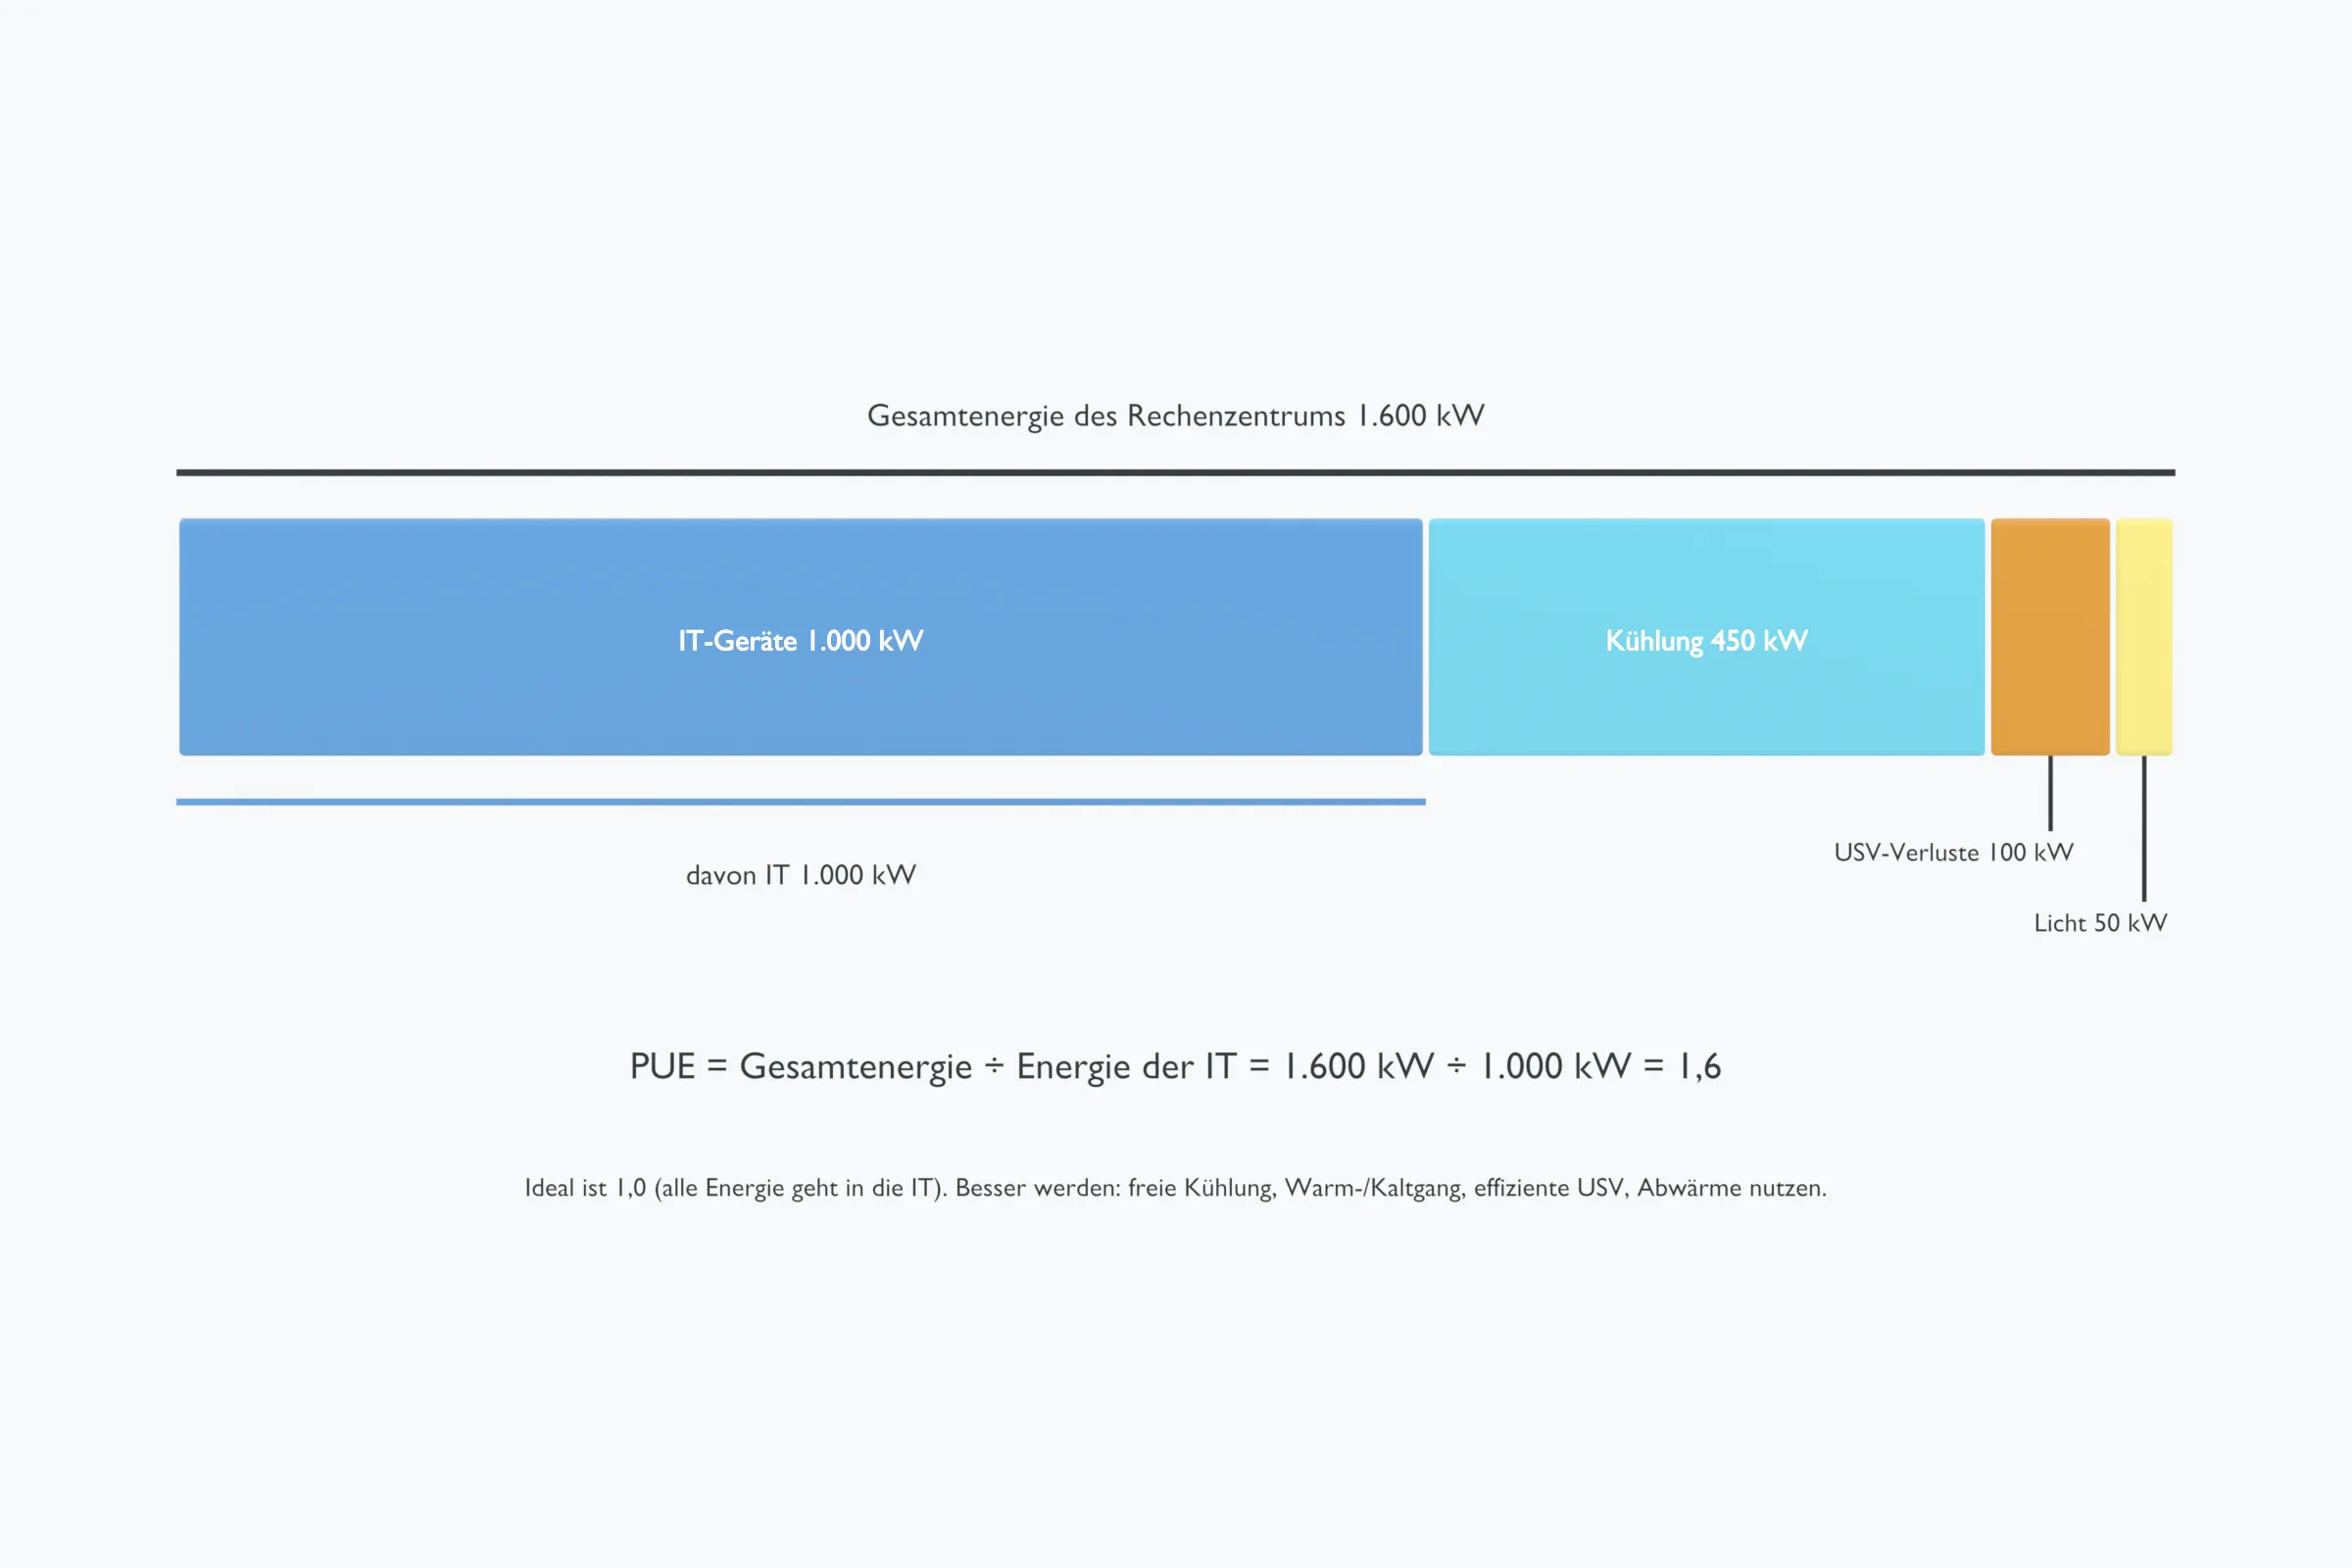 Gesamtenergie des Rechenzentrums 1.600 kW
IT-Geräte 1.000 kW
Kühlung 450 kW
USV-Verluste 100 kW
davon IT 1.000 kW
Licht 50 kW
PUE = Gesamtenergie ÷ Energie der IT = 1.600 kW ÷ 1.000 kW = 1,6
Ideal ist 1,0 (alle Energie geht in die IT). Besser werden: freie Kühlung, Warm-/Kaltgang, effiziente USV, Abwärme nutzen.